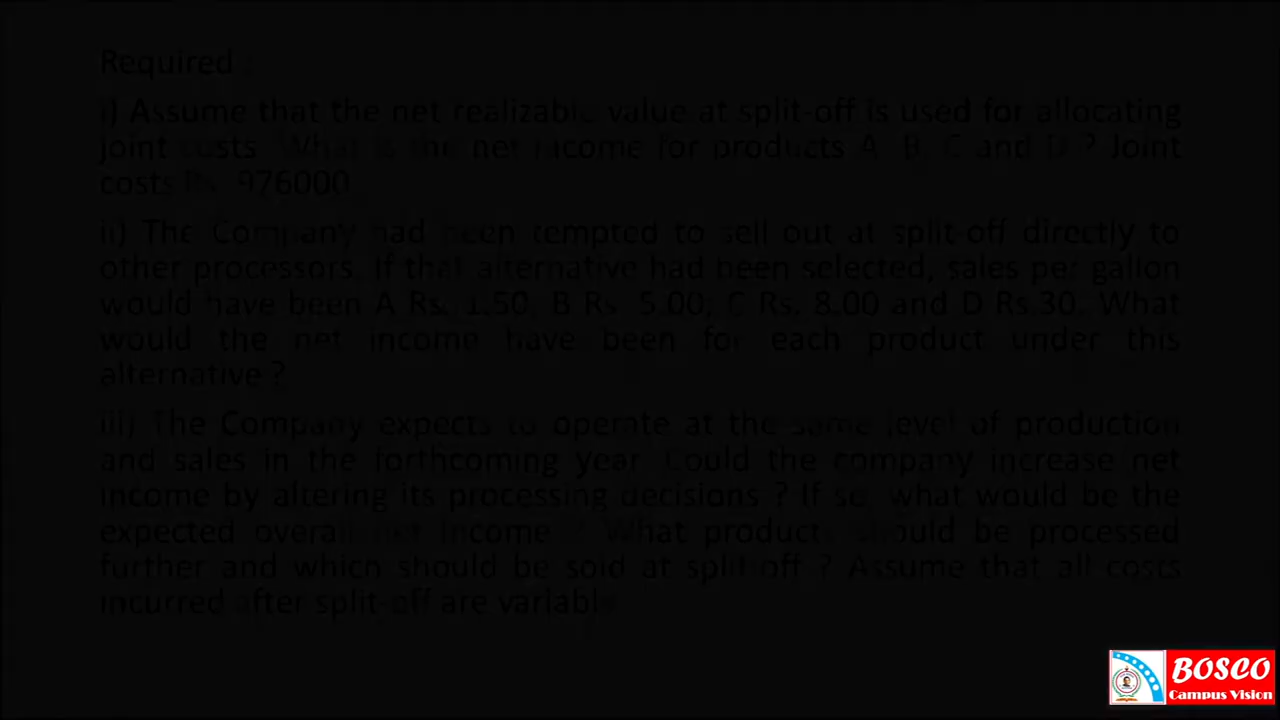 Required :
i) Assume that the net realizable value at split-off is used for allocating
joint costs. What is the net income for products A, B, C and D ? Joint
costs Rs. 976000
ii) The Company had been tempted to sell out at split-off directly to
other processors. If that alternative had been selected, sales per gallon
would have been A Rs. 1.50; B Rs. 5.00; C Rs. 8.00 and D Rs.30. What
would the net income have been for each product under this
alternative ?
iii) The Company expects to operate at the same level of production
and sales in the forthcoming year. Could the company increase net
income by altering its processing decisions ? If so, what would be the
expected overall net income ? What products should be processed
further and which should be sold at split-off ? Assume that all costs
incurred after split-off are variable
BOSCO
Campus Vision